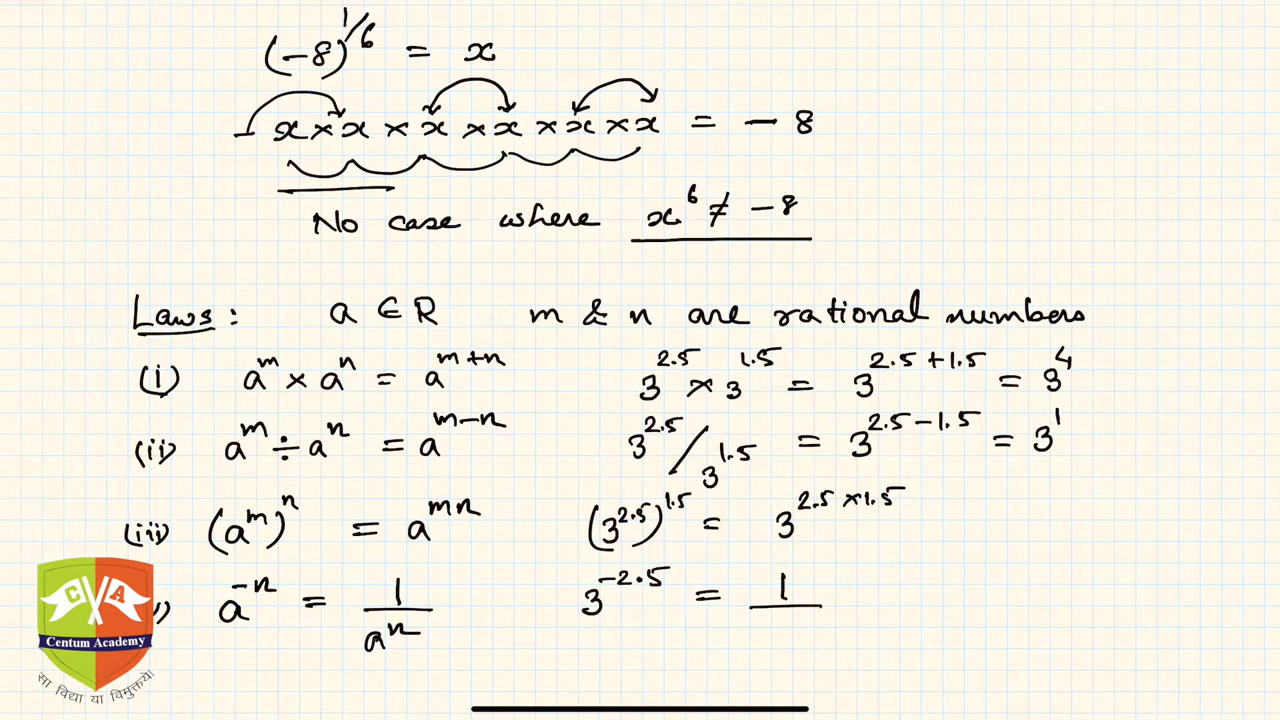 (-8)^1/6 = x
x × x × x × x × x × x = - 8
No case where x^6 ≠ -8
Laws : a ∈ R m & n are rational numbers
(i) a^m × a^n = a^m+n 3^2.5 × 3^1.5 = 3^2.5+1.5 = 3^4
(ii) a^m ÷ a^n = a^m-n 3^2.5 / 3^1.5 = 3^2.5-1.5 = 3^1
(iii) (a^m)^n = a^mn (3^2.5)^1.5 = 3^2.5×1.5
) a^-n = 1/a^n 3^-2.5 = 1/
C A
Centum Academy
सा विद्या या विमुक्तये